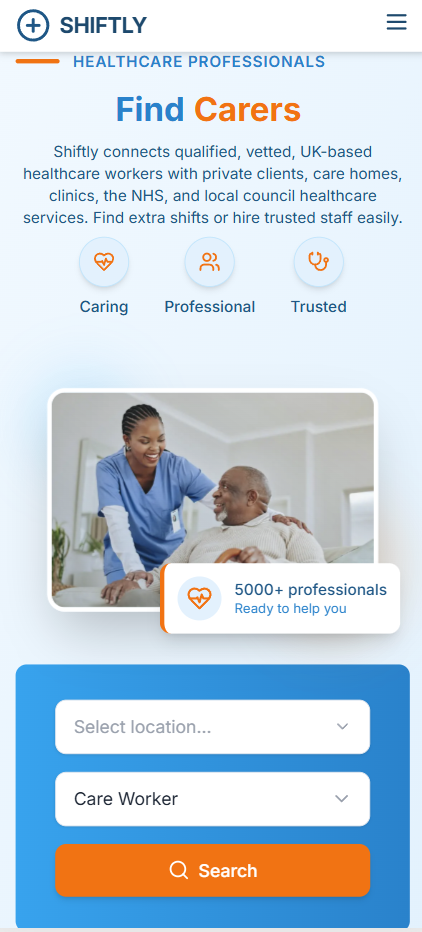 SHIFTLY
HEALTHCARE PROFESSIONALS
Find Carers
Shiftly connects qualified, vetted, UK-based
healthcare workers with private clients, care homes,
clinics, the NHS, and local council healthcare
services. Find extra shifts or hire trusted staff easily.
Caring Professional Trusted
5000+ professionals
Ready to help you
Select location...
Care Worker
Search